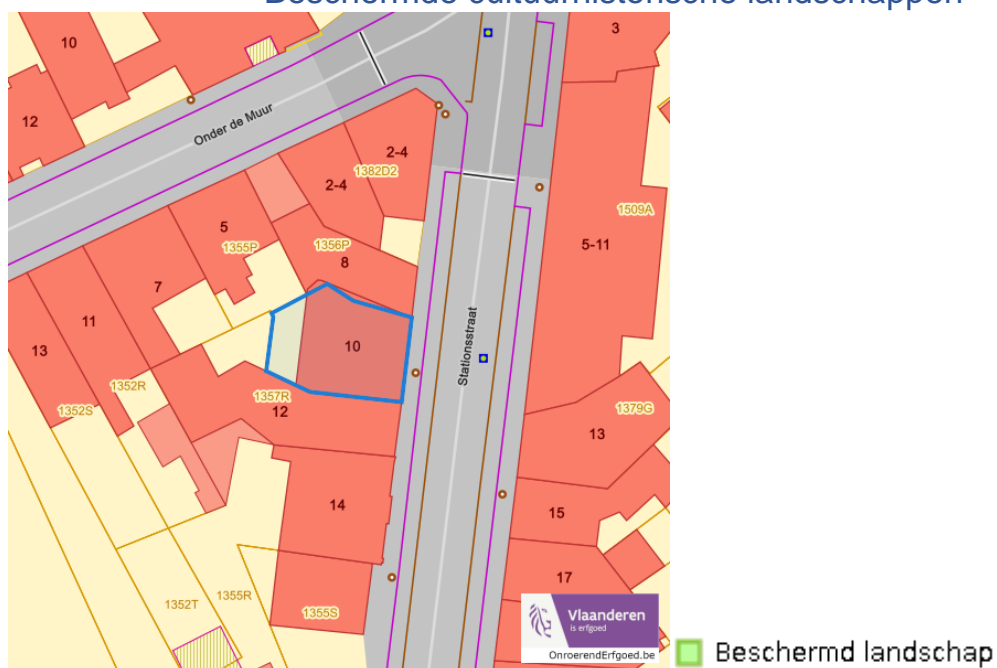 Beschermde cultuurhistorische landschappen
10
3
12
Onder de Muur
2-4
1382D2
2-4
1509A
5
1355P
1356P
5-11
8
7
11
10
Stationsstraat
13
1352R
1357R
1379G
1352S
12
13
14
15
17
1352T
1355R
1355S
Vlaanderen
is erfgoed
OnroerendErfgoed.be
Beschermd landschap